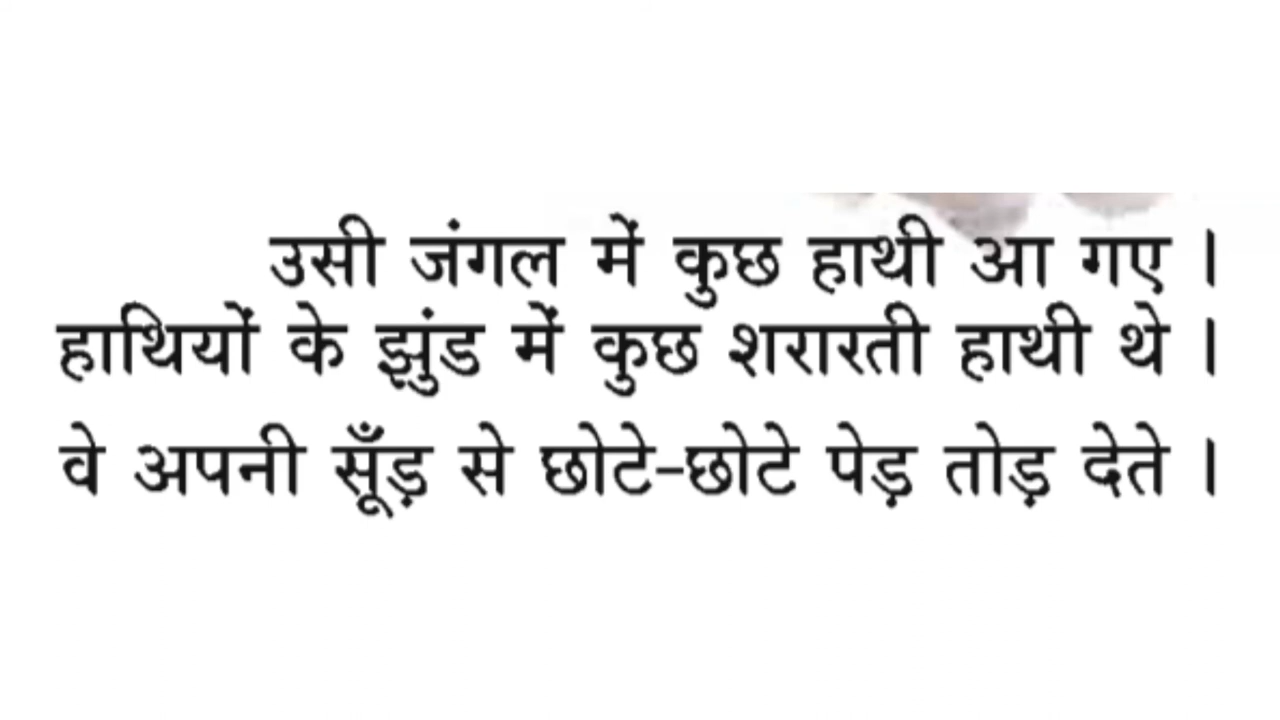 उसी जंगल में कुछ हाथी आ गए ।
हाथियों के झुंड में कुछ शरारती हाथी थे ।
वे अपनी सूँड़ से छोटे-छोटे पेड़ तोड़ देते ।